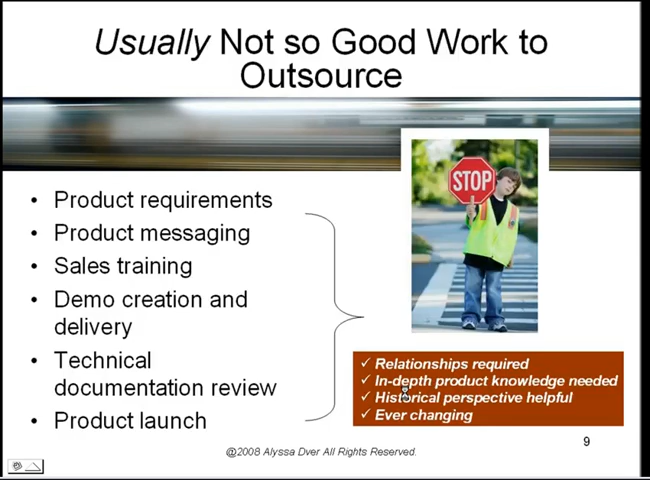 Usually Not so Good Work to
Outsource
STOP
• Product requirements
• Product messaging
• Sales training
• Demo creation and
delivery
• Technical
documentation review
• Product launch
✓ Relationships required
✓ In-depth product knowledge needed
✓ Historical perspective helpful
✓ Ever changing
9
@2008 Alyssa Dver All Rights Reserved.